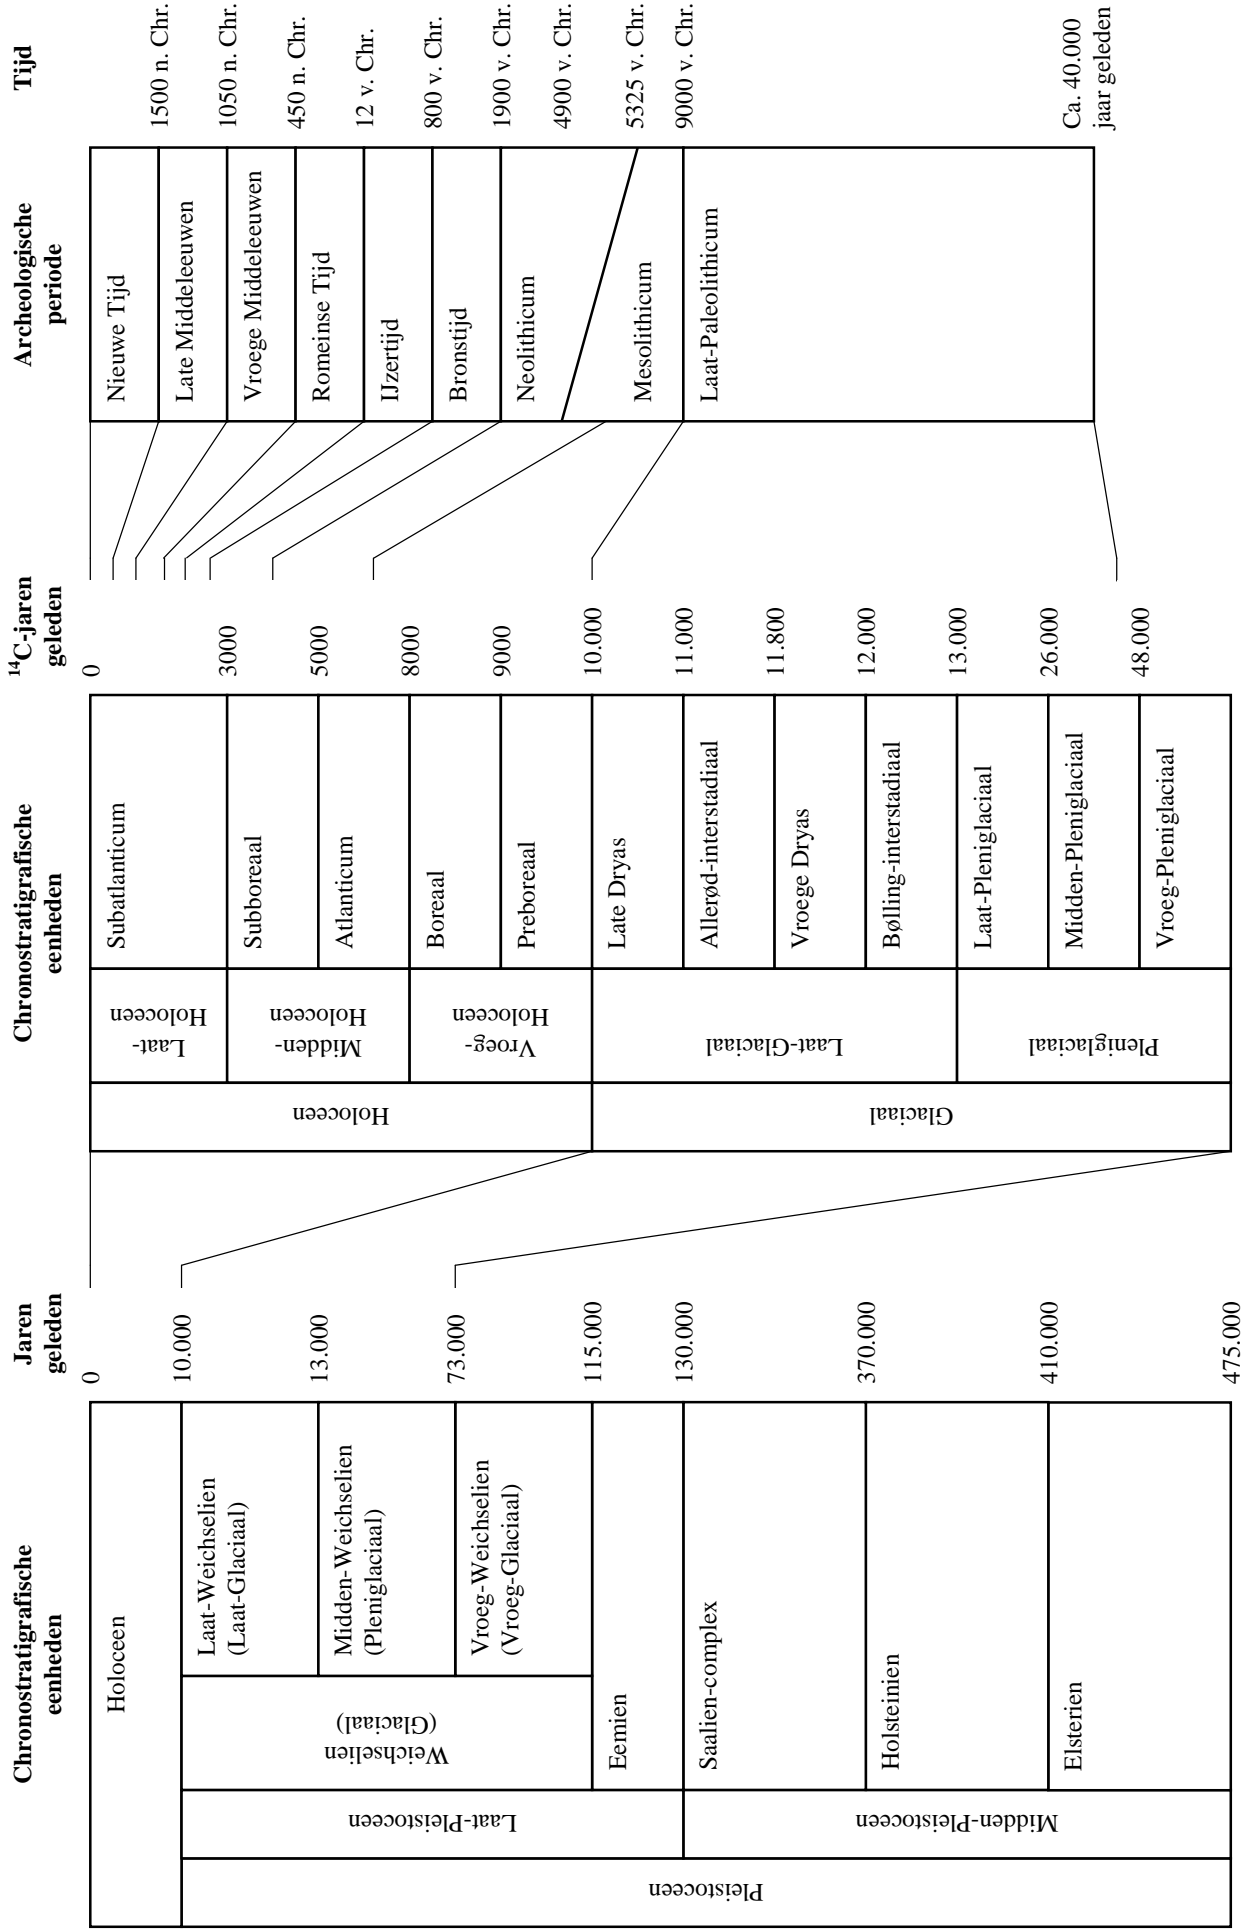 Chronostratigrafische
eenheden
Jaren
geleden
Chronostratigrafische
eenheden
14C-jaren
geleden
Archeologische
periode
Tijd
Holoceen
Pleistoceen
Laat-Pleistoceen
Midden-Pleistoceen
Weichselien
(Glaciaal)
Laat-Weichselien
(Laat-Glaciaal)
Midden-Weichselien
(Pleniglaciaal)
Vroeg-Weichselien
(Vroeg-Glaciaal)
Eemien
Saalien-complex
Holsteinien
Elsterien
0
10.000
13.000
73.000
115.000
130.000
370.000
410.000
475.000
Holoceen
Glaciaal
Laat-
Holoceen
Midden-
Holoceen
Vroeg-
Holoceen
Laat-Glaciaal
Pleniglaciaal
Subatlanticum
Subboreaal
Atlanticum
Boreaal
Preboreaal
Late Dryas
Allerød-interstadiaal
Vroege Dryas
Bølling-interstadiaal
Laat-Pleniglaciaal
Midden-Pleniglaciaal
Vroeg-Pleniglaciaal
0
3000
5000
8000
9000
10.000
11.000
11.800
12.000
13.000
26.000
48.000
Nieuwe Tijd
Late Middeleeuwen
Vroege Middeleeuwen
Romeinse Tijd
IJzertijd
Bronstijd
Neolithicum
Mesolithicum
Laat-Paleolithicum
1500 n. Chr.
1050 n. Chr.
450 n. Chr.
12 v. Chr.
800 v. Chr.
1900 v. Chr.
4900 v. Chr.
5325 v. Chr.
9000 v. Chr.
Ca. 40.000
jaar geleden